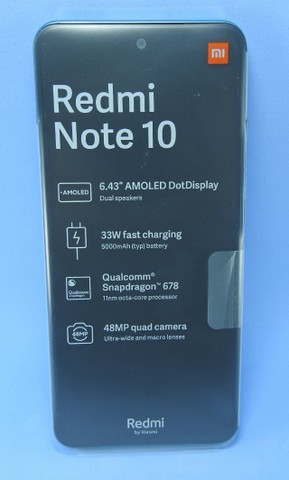 mi
Redmi
Note 10
AMOLED
6.43" AMOLED DotDisplay
Dual speakers
33W fast charging
5000mAh (typ) battery
Qualcomm
snapdragon
Qualcomm®
Snapdragon™ 678
11nm octa-core processor
48MP
48MP quad camera
Ultra-wide and macro lenses
Redmi
by Xiaomi